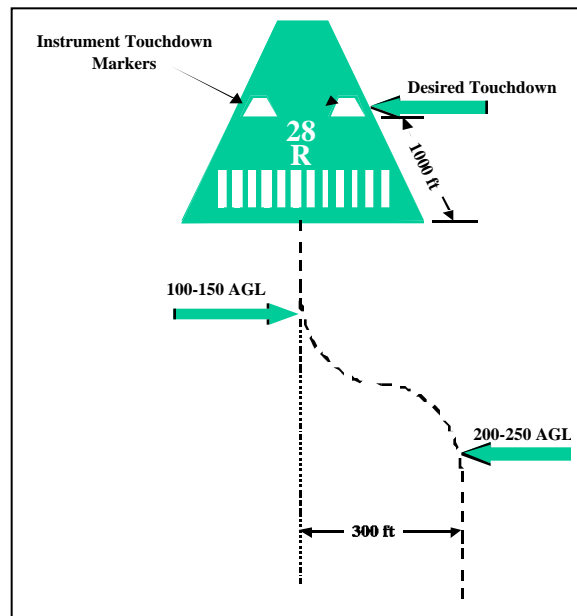 Instrument Touchdown
Markers
Desired Touchdown
28
R
1000 ft
100-150 AGL
200-250 AGL
300 ft